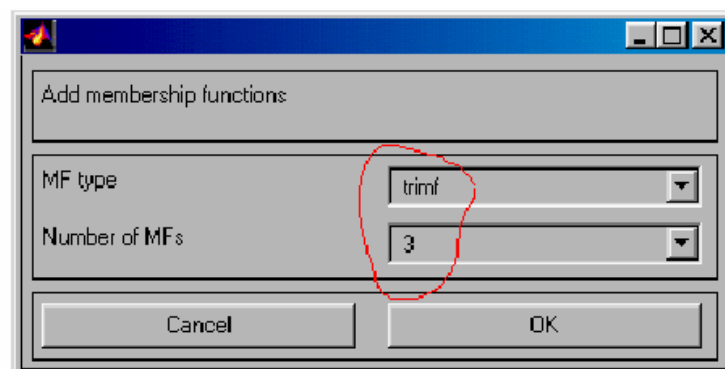 Add membership functions
MF type
trimf
Number of MFs
3
Cancel
OK